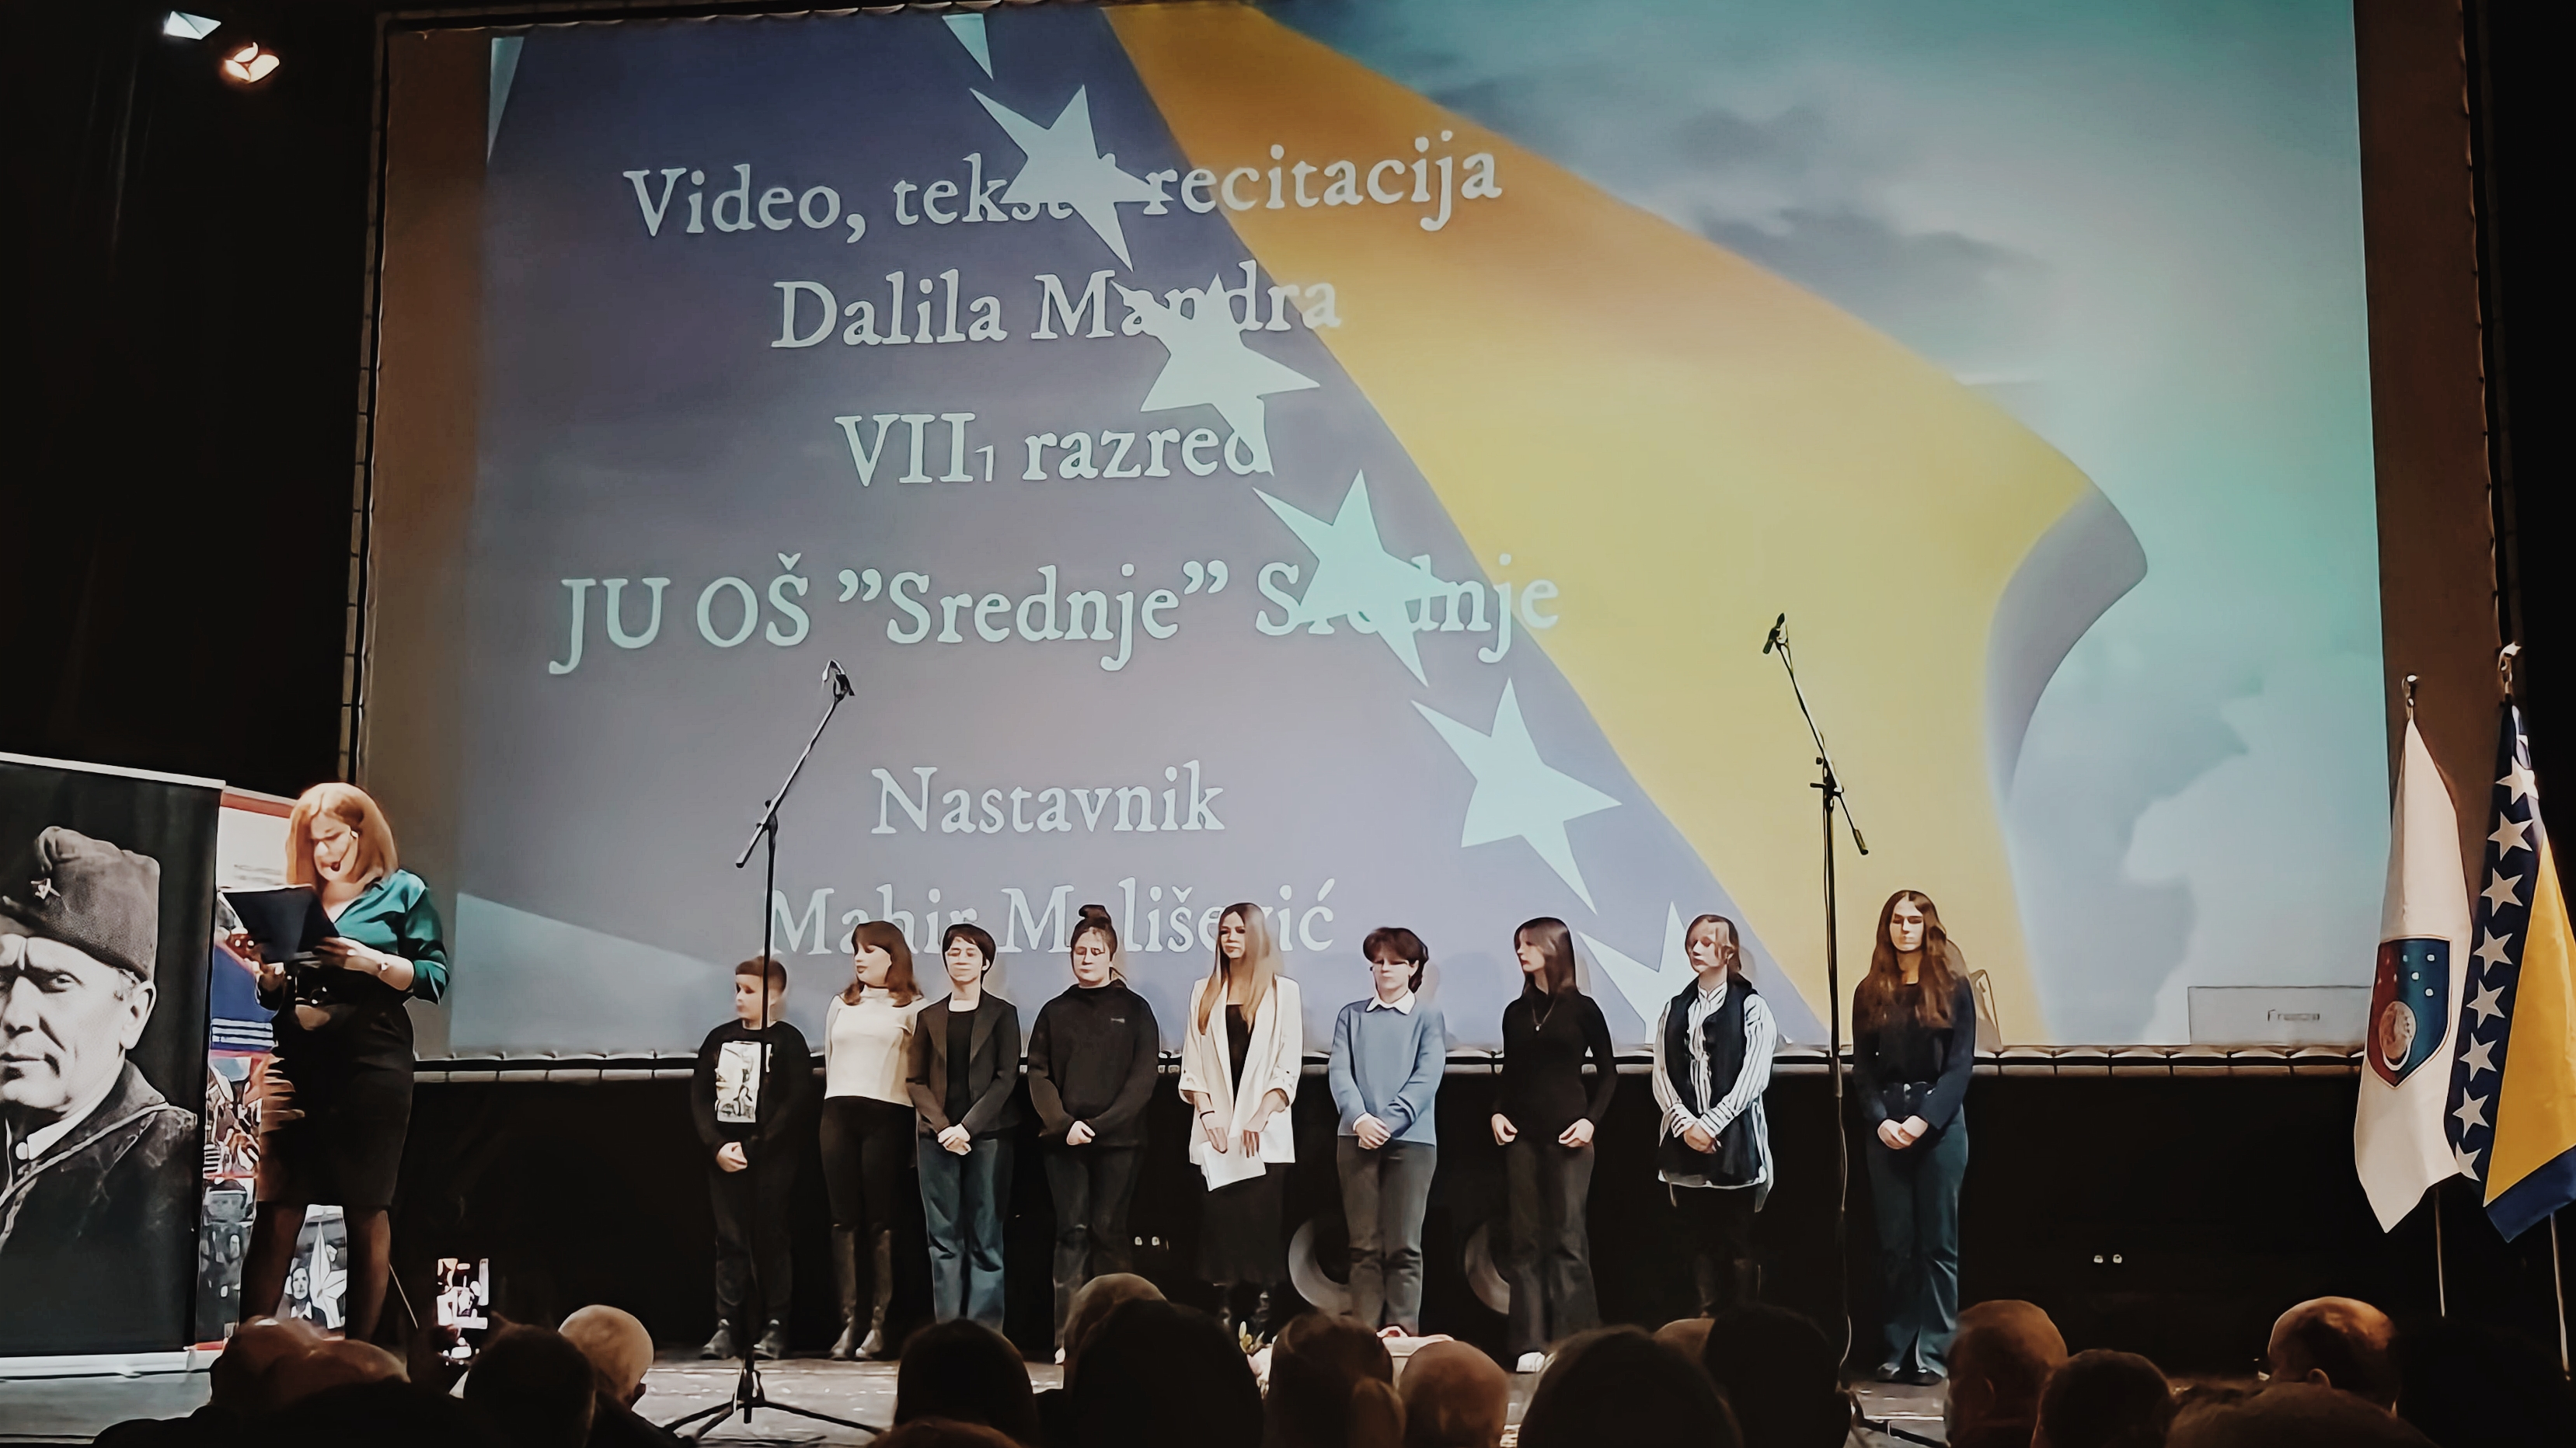 Video, tekst recitacija
Dalila Mandra
VII1 razred
JU OŠ ”Srednje” Srednje
Nastavnik
Mahir Mališević